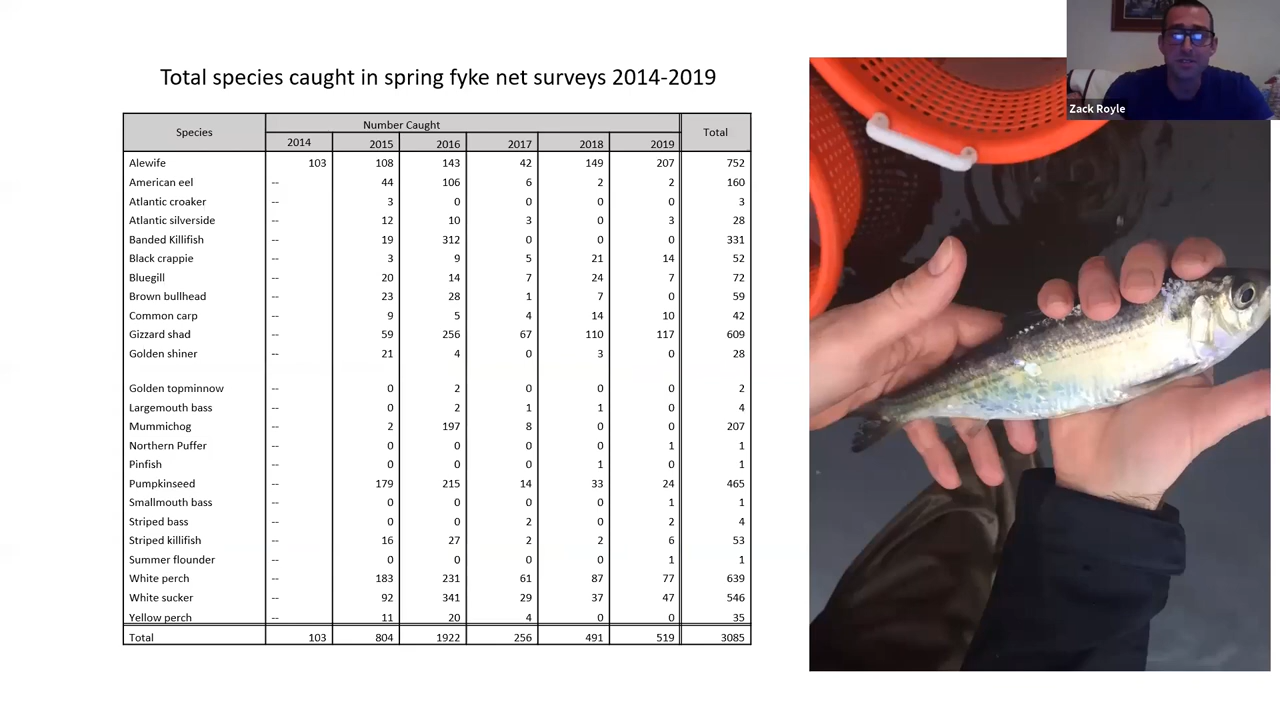 Zack Royle
Total species caught in spring fyke net surveys 2014-2019
Species Number Caught Total
2014 2015 2016 2017 2018 2019
Alewife 103 108 143 42 149 207 752
American eel -- 44 106 6 2 2 160
Atlantic croaker -- 3 0 0 0 0 3
Atlantic silverside -- 12 10 3 0 3 28
Banded Killifish -- 19 312 0 0 0 331
Black crappie -- 3 9 5 21 14 52
Bluegill -- 20 14 7 24 7 72
Brown bullhead -- 23 28 1 7 0 59
Common carp -- 9 5 4 14 10 42
Gizzard shad -- 59 256 67 110 117 609
Golden shiner -- 21 4 0 3 0 28
Golden topminnow -- 0 2 0 0 0 2
Largemouth bass -- 0 2 1 1 0 4
Mummichog -- 2 197 8 0 0 207
Northern Puffer -- 0 0 0 0 1 1
Pinfish -- 0 0 0 1 0 1
Pumpkinseed -- 179 215 14 33 24 465
Smallmouth bass -- 0 0 0 0 1 1
Striped bass -- 0 0 2 0 2 4
Striped killifish -- 16 27 2 2 6 53
Summer flounder -- 0 0 0 0 1 1
White perch -- 183 231 61 87 77 639
White sucker -- 92 341 29 37 47 546
Yellow perch -- 11 20 4 0 0 35
Total 103 804 1922 256 491 519 3085